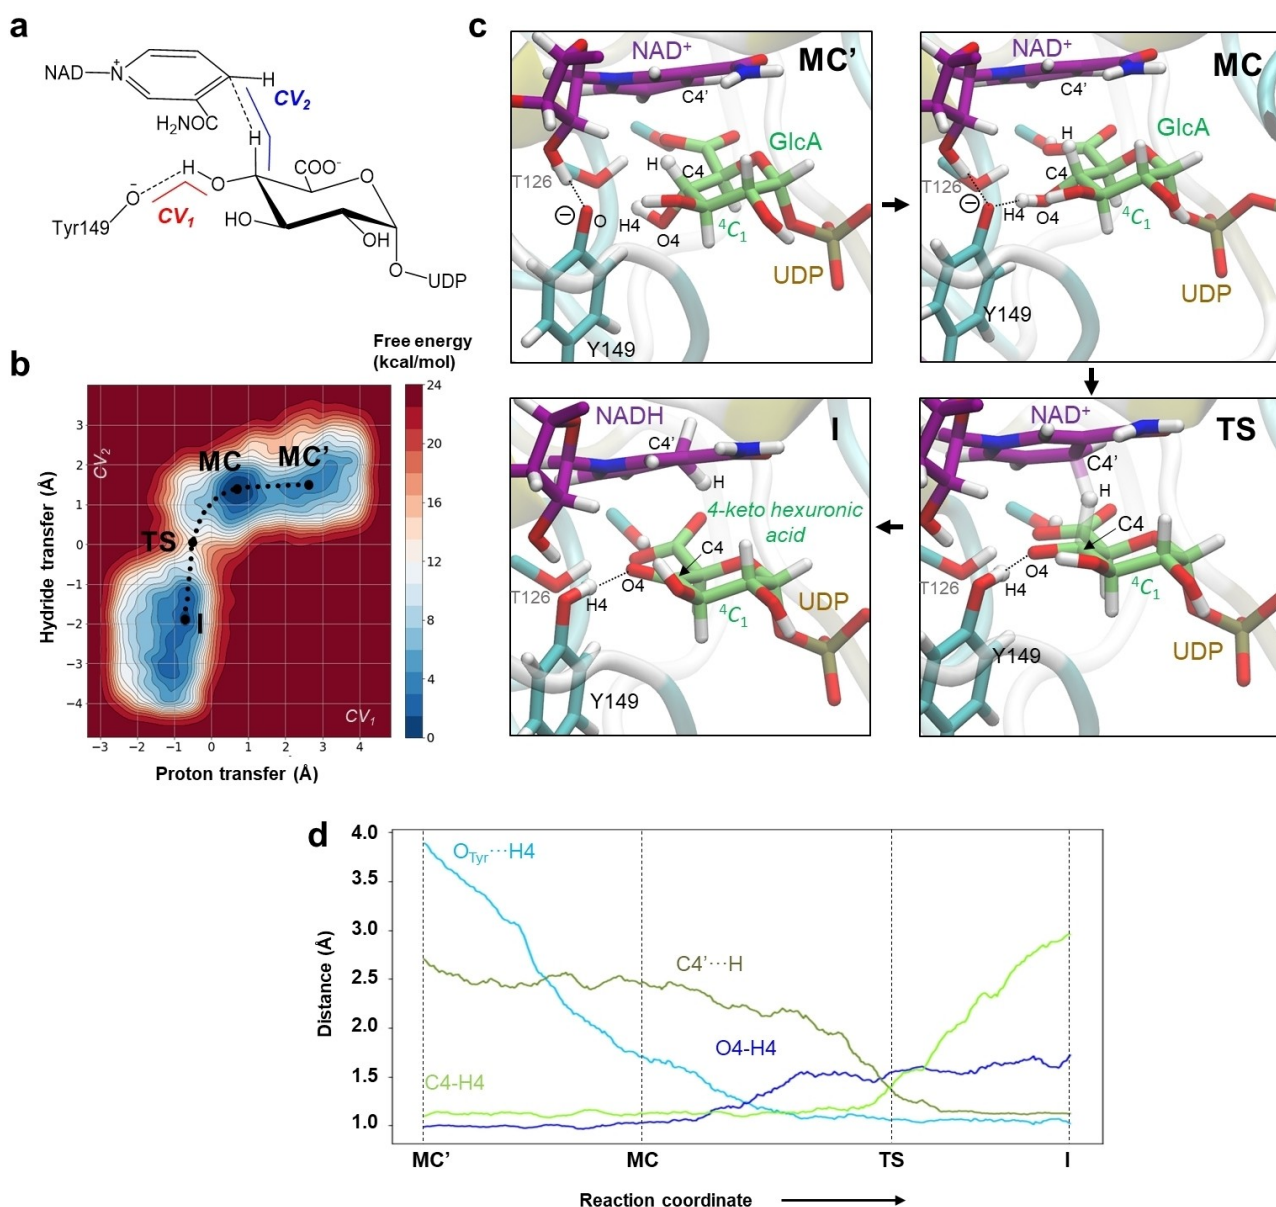 a
NAD
N
+
H
CV2
H2NOC
H
H
COO-
O
O
-
O
CV1
Tyr149
HO
OH
O
UDP
b
Free energy
(kcal/mol)
MC
MC’
TS
I
CV2
CV1
3
2
1
0
−1
−2
−3
−4
−3
−2
−1
0
1
2
3
4
Hydride transfer (Å)
Proton transfer (Å)
24
20
16
12
8
4
0
c
NAD+
MC’
C4’
GlcA
H
C4
T126
O
H4
O4
4C1
UDP
Y149
NAD+
MC
C4’
GlcA
H
C4
T126
H4
O4
4C1
UDP
Y149
NADH
I
C4’
H
4-keto hexuronic
acid
C4
O4
T126
H4
4C1
UDP
Y149
NAD+
TS
C4’
H
C4
O4
T126
H4
4C1
UDP
Y149
d
4.0
3.5
3.0
2.5
2.0
1.5
1.0
Distance (Å)
OTyr···H4
C4’···H
O4-H4
C4-H4
MC’
MC
TS
I
Reaction coordinate